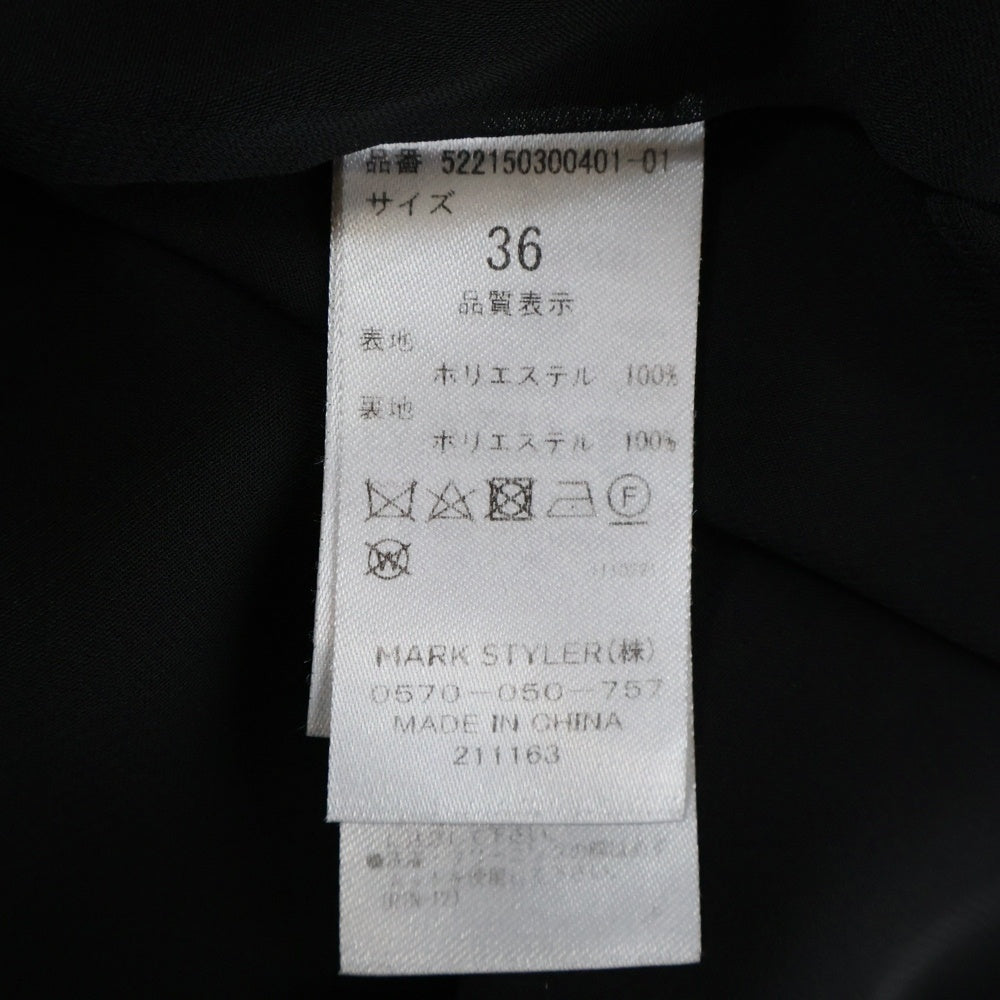 品番 522150300401-01
サイズ
36
品質表示
表地
ポリエステル 100%
裏地
ポリエステル 100%
F
W
MARK STYLER(株)
0570-050-757
MADE IN CHINA
211163